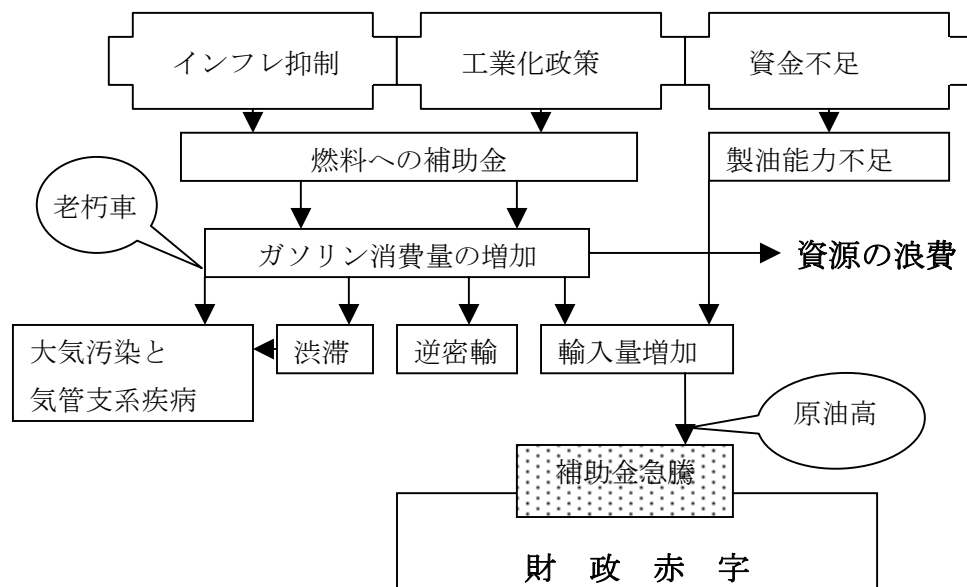 インフレ抑制
工業化政策
資金不足
燃料への補助金
製油能力不足
老朽車
ガソリン消費量の増加
資源の浪費
大気汚染と
気管支系疾病
渋滞
逆密輸
輸入量増加
原油高
補助金急騰
財 政 赤 字